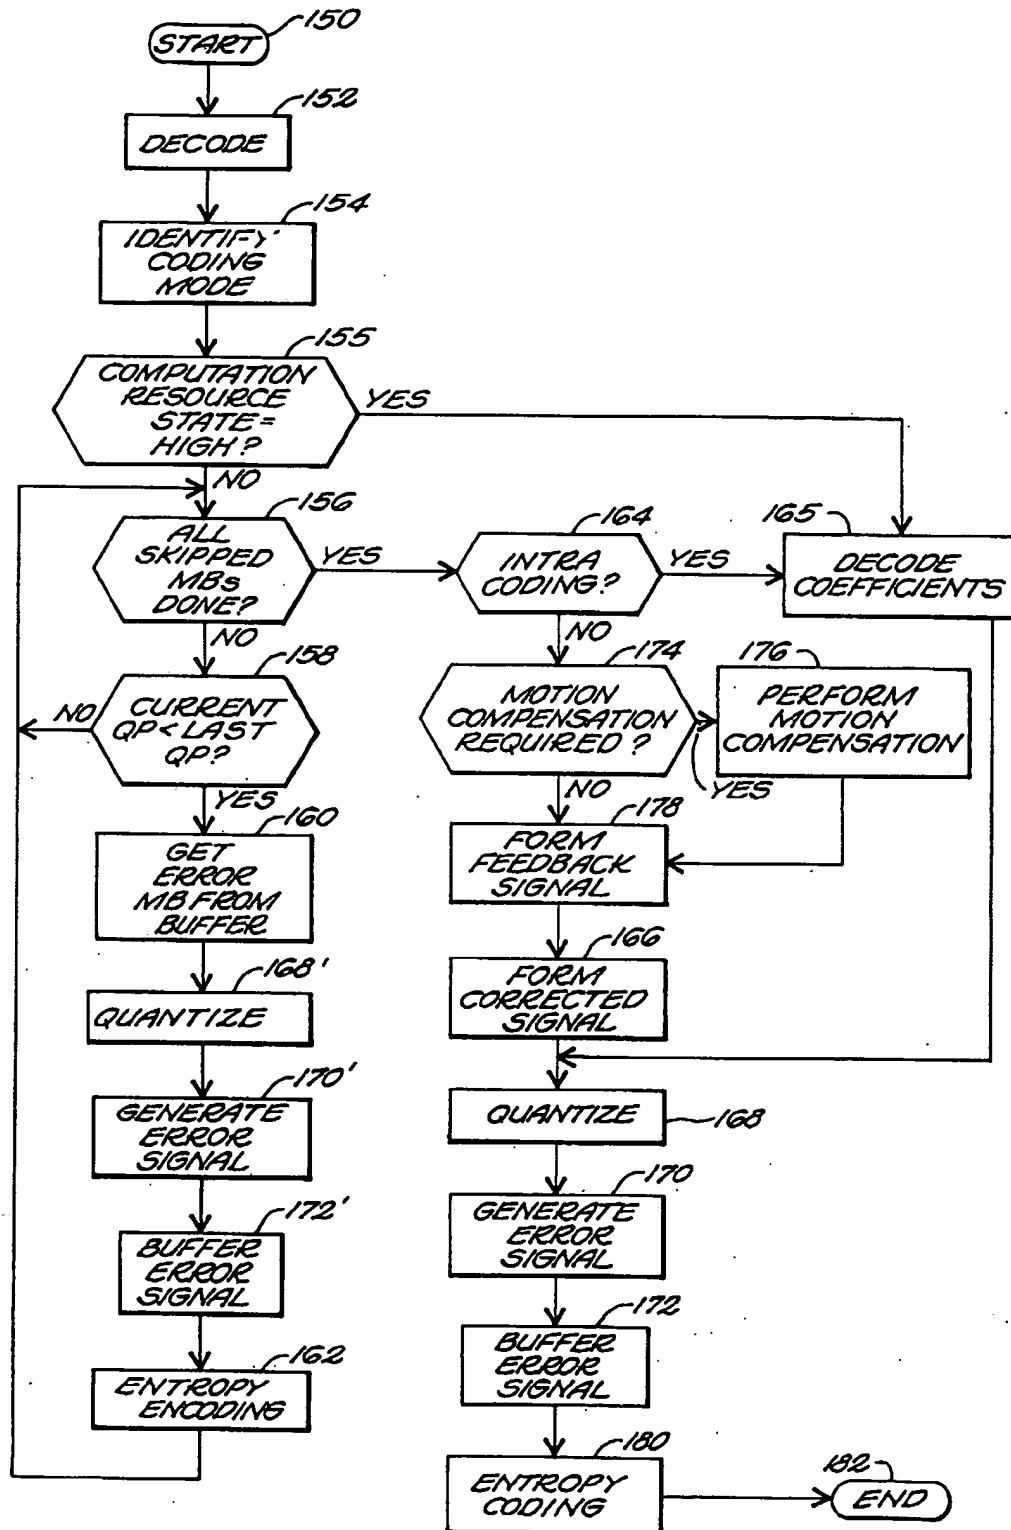 START
150
DECODE
152
IDENTIFY
CODING
MODE
154
COMPUTATION
RESOURCE
STATE =
HIGH?
155
YES
NO
ALL
SKIPPED
MBs
DONE?
156
YES
NO
INTRA
CODING?
164
YES
NO
DECODE
COEFFICIENTS
165
CURRENT
QP < LAST
QP?
158
NO
YES
MOTION
COMPENSATION
REQUIRED?
174
YES
NO
PERFORM
MOTION
COMPENSATION
176
GET
ERROR
MB FROM
BUFFER
160
FORM
FEEDBACK
SIGNAL
178
QUANTIZE
168'
FORM
CORRECTED
SIGNAL
166
GENERATE
ERROR
SIGNAL
170'
QUANTIZE
168
BUFFER
ERROR
SIGNAL
172'
GENERATE
ERROR
SIGNAL
170
ENTROPY
ENCODING
162
BUFFER
ERROR
SIGNAL
172
ENTROPY
CODING
180
END
182